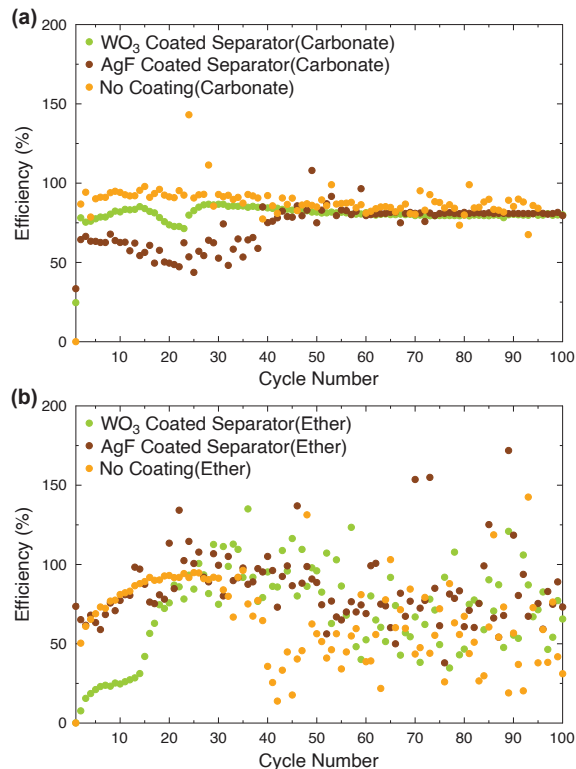 (a)
200
150
100
50
0
Efficiency (%)
WO3 Coated Separator(Carbonate)
AgF Coated Separator(Carbonate)
No Coating(Carbonate)
10 20 30 40 50 60 70 80 90 100
Cycle Number
(b)
200
150
100
50
0
Efficiency (%)
WO3 Coated Separator(Ether)
AgF Coated Separator(Ether)
No Coating(Ether)
10 20 30 40 50 60 70 80 90 100
Cycle Number